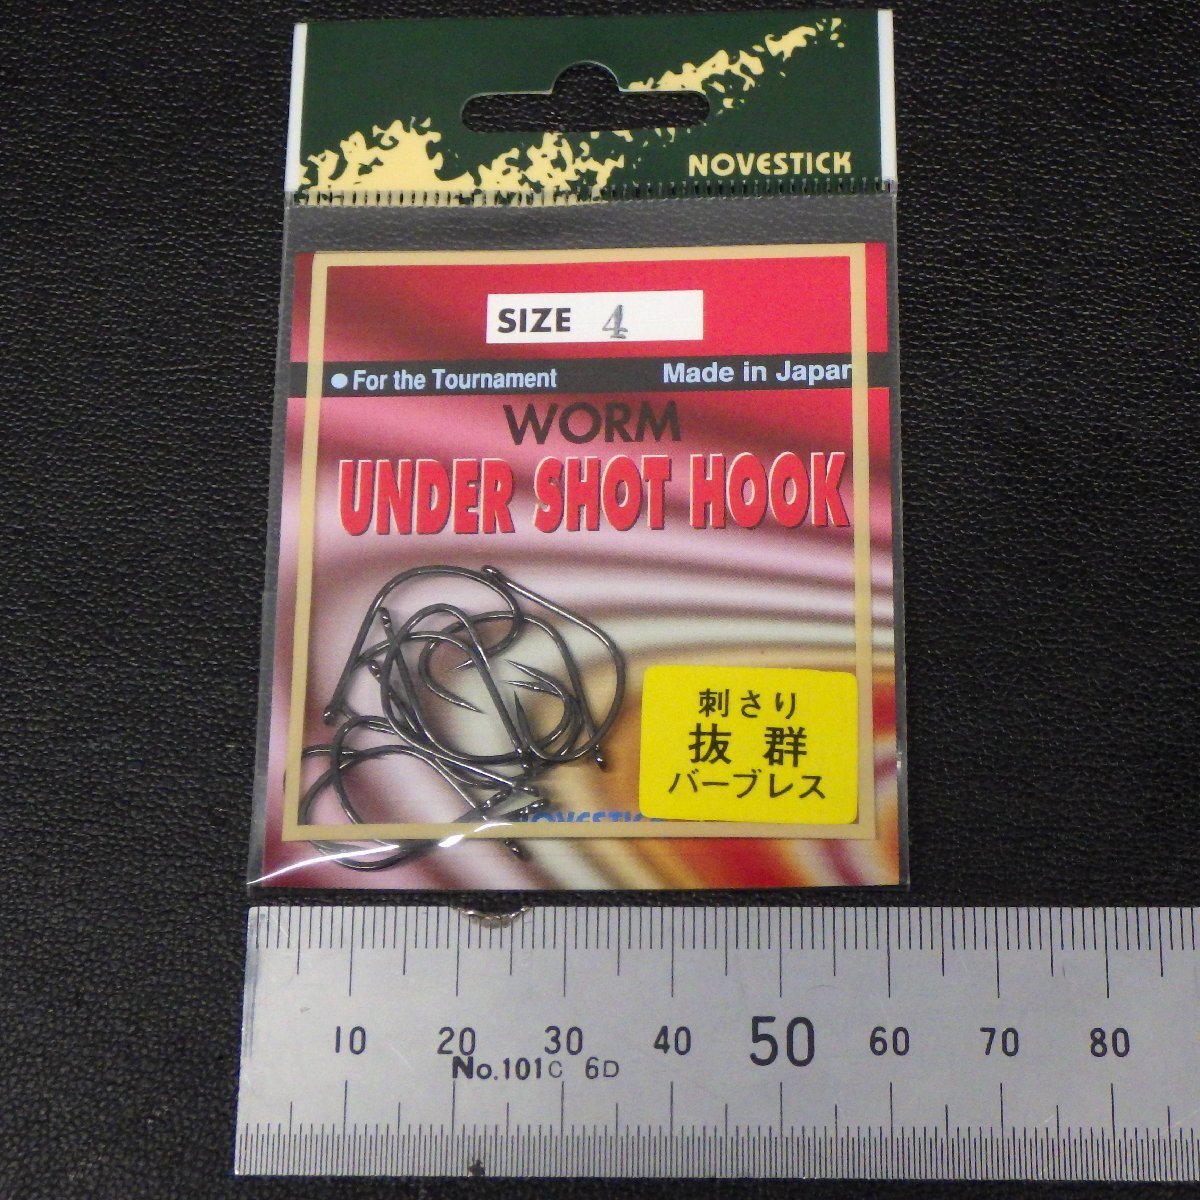 NOVESTICK
SIZE 4
● For the Tournament Made in Japan
WORM
UNDER SHOT HOOK
刺さり
抜群
バーブレス
NOVESTICK
10 20 30 40 50 60 70 80
No.101C 6D